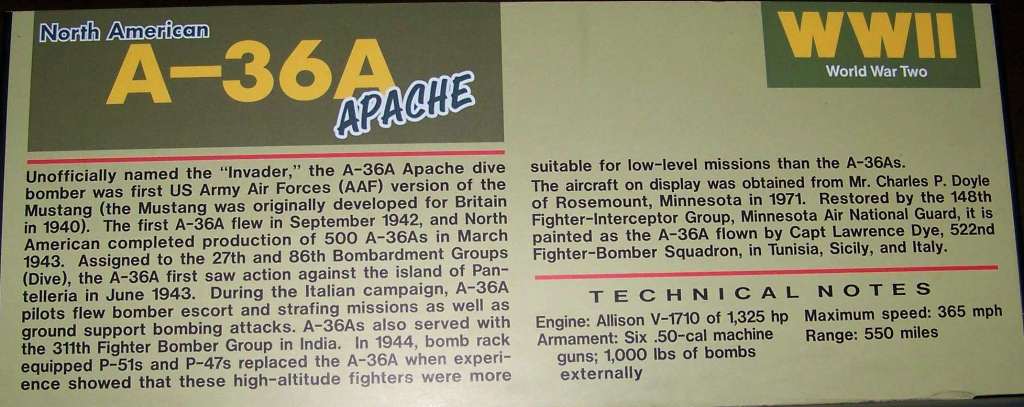 North American
A-36A
APACHE
WWII
World War Two
Unofficially named the "Invader," the A-36A Apache dive
bomber was first US Army Air Forces (AAF) version of the
Mustang (the Mustang was originally developed for Britain
in 1940). The first A-36A flew in September 1942, and North
American completed production of 500 A-36As in March
1943. Assigned to the 27th and 86th Bombardment Groups
(Dive), the A-36A first saw action against the island of Pan-
telleria in June 1943. During the Italian campaign, A-36A
pilots flew bomber escort and strafing missions as well as
ground support bombing attacks. A-36As also served with
the 311th Fighter Bomber Group in India. In 1944, bomb rack
equipped P-51s and P-47s replaced the A-36A when experi-
ence showed that these high-altitude fighters were more
suitable for low-level missions than the A-36As.
The aircraft on display was obtained from Mr. Charles P. Doyle
of Rosemount, Minnesota in 1971. Restored by the 148th
Fighter-Interceptor Group, Minnesota Air National Guard, it is
painted as the A-36A flown by Capt Lawrence Dye, 522nd
Fighter-Bomber Squadron, in Tunisia, Sicily, and Italy.
TECHNICAL NOTES
Engine: Allison V-1710 of 1,325 hp
Armament: Six .50-cal machine
guns; 1,000 lbs of bombs
externally
Maximum speed: 365 mph
Range: 550 miles